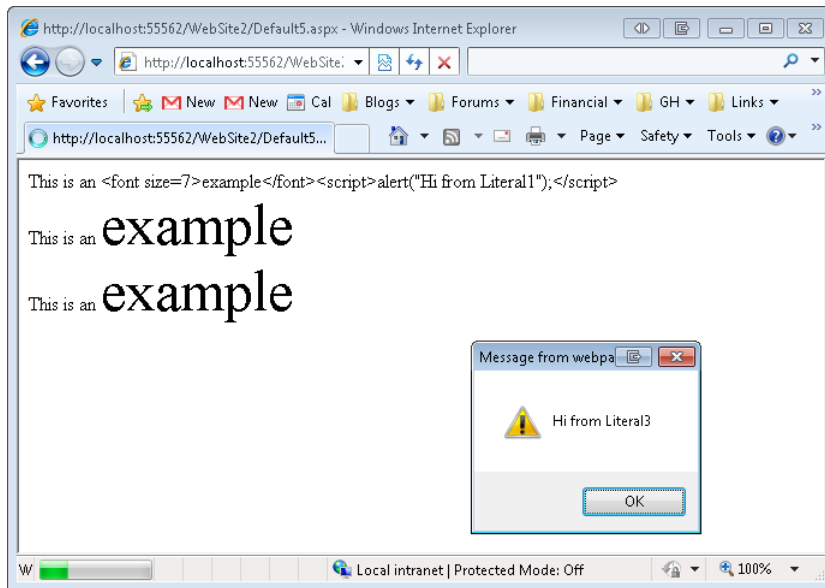 http://localhost:55562/WebSite2/Default5.aspx - Windows Internet Explorer
http://localhost:55562/WebSite2
Favorites New New Cal Blogs Forums Financial GH Links »
http://localhost:55562/WebSite2/Default5... Page Safety Tools »
This is an <font size=7>example</font><script>alert("Hi from Literal1");</script>
This is an example
This is an example
Message from webpa
Hi from Literal3
OK
W Local intranet | Protected Mode: Off 100%